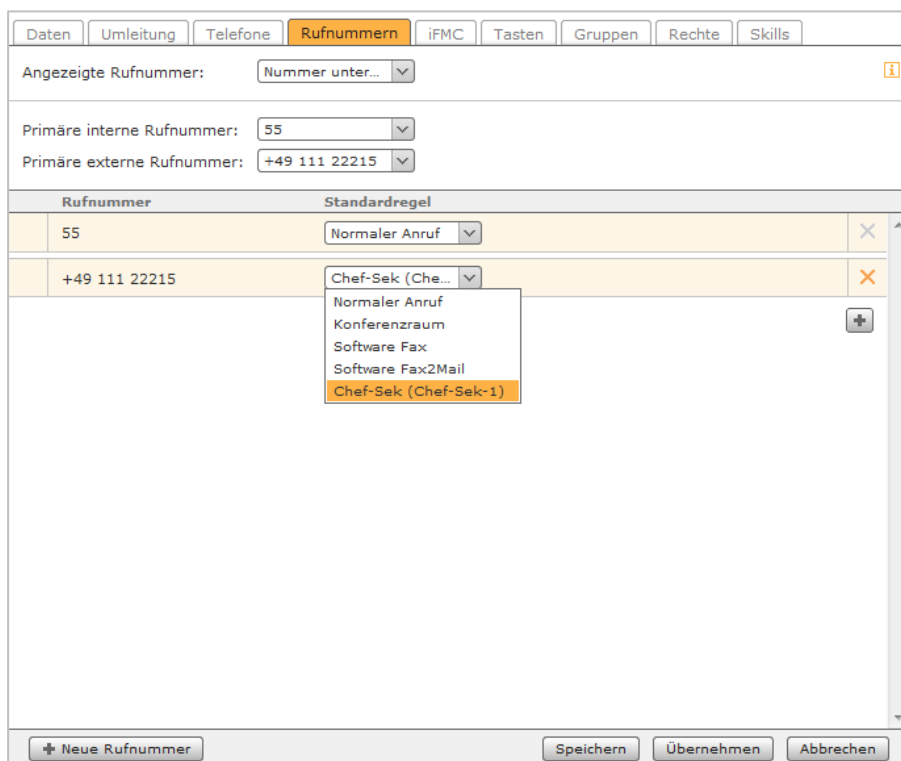 Daten Umleitung Telefone Rufnummern iFMC Tasten Gruppen Rechte Skills
Angezeigte Rufnummer: Nummer unter...
Primäre interne Rufnummer: 55
Primäre externe Rufnummer: +49 111 22215
Rufnummer Standardregel
55 Normaler Anruf
+49 111 22215 Chef-Sek (Che...
Normaler Anruf
Konferenzraum
Software Fax
Software Fax2Mail
Chef-Sek (Chef-Sek-1)
Neue Rufnummer Speichern Übernehmen Abbrechen